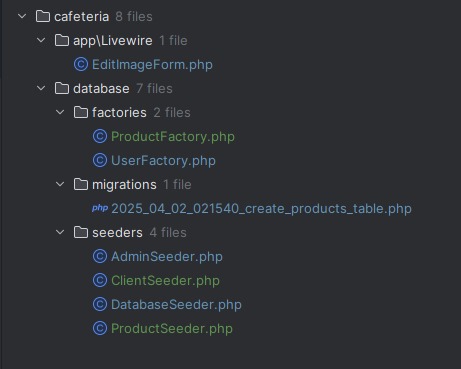 cafeteria 8 files
app\Livewire 1 file
EditImageForm.php
database 7 files
factories 2 files
ProductFactory.php
UserFactory.php
migrations 1 file
php 2025_04_02_021540_create_products_table.php
seeders 4 files
AdminSeeder.php
ClientSeeder.php
DatabaseSeeder.php
ProductSeeder.php